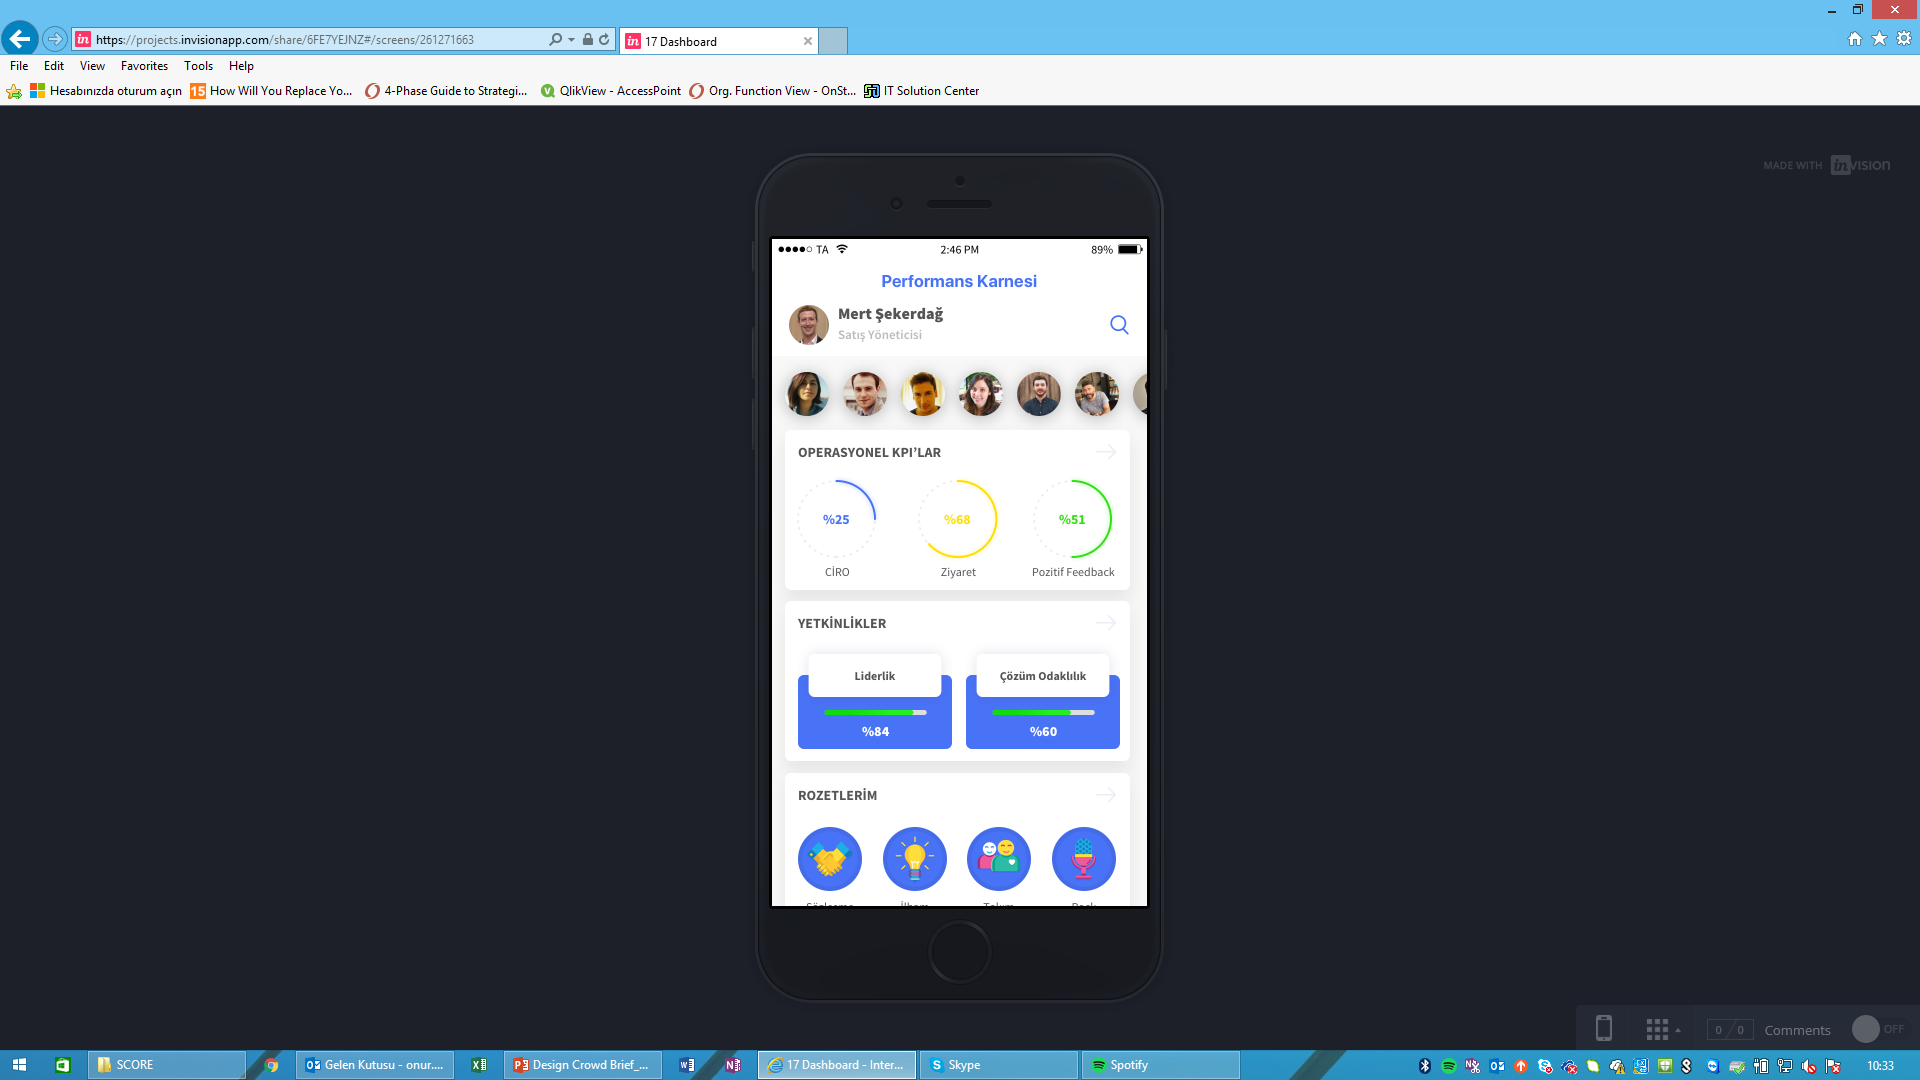 https://projects.invisionapp.com/share/6FE7YEJNZ#/screens/261271663
in 17 Dashboard
File Edit View Favorites Tools Help
Hesabınızda oturum açın
15 How Will You Replace Yo...
4-Phase Guide to Strategi...
QlikView - AccessPoint
Org. Function View - OnSt...
IT Solution Center
MADE WITH invision
TA 2:46 PM 89%
Performans Karnesi
Mert Şekerdağ
Satış Yöneticisi
OPERASYONEL KPI’LAR
%25 %68 %51
CİRO Ziyaret Pozitif Feedback
YETKİNLİKLER
Liderlik Çözüm Odaklılık
%84 %60
ROZETLERİM
0 / 0 Comments OFF
SCORE
Gelen Kutusu - onur....
Design Crowd Brief_...
17 Dashboard - Inter...
Skype
Spotify
10:33